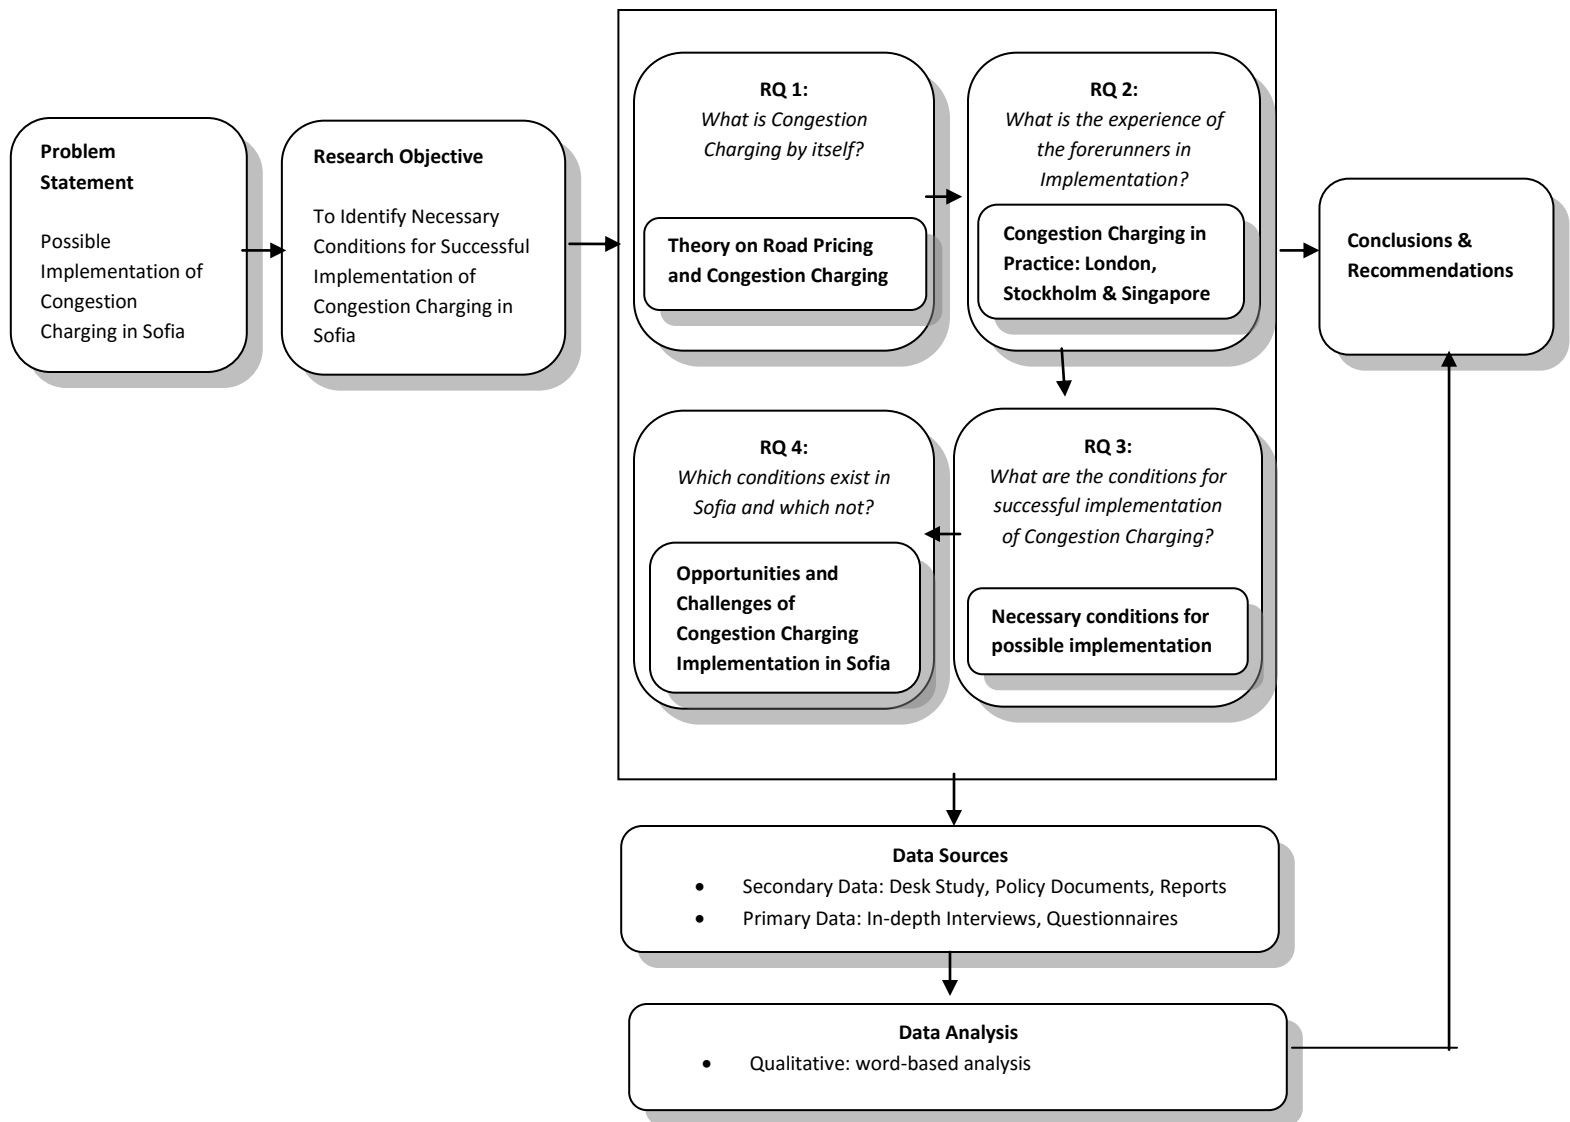 Problem
Statement
Possible
Implementation of
Congestion
Charging in Sofia
Research Objective
To Identify Necessary
Conditions for Successful
Implementation of
Congestion Charging in
Sofia
RQ 1:
What is Congestion
Charging by itself?
Theory on Road Pricing
and Congestion Charging
RQ 2:
What is the experience of
the forerunners in
Implementation?
Congestion Charging in
Practice: London,
Stockholm & Singapore
RQ 3:
What are the conditions for
successful implementation
of Congestion Charging?
Necessary conditions for
possible implementation
RQ 4:
Which conditions exist in
Sofia and which not?
Opportunities and
Challenges of
Congestion Charging
Implementation in Sofia
Conclusions &
Recommendations
Data Sources
• Secondary Data: Desk Study, Policy Documents, Reports
• Primary Data: In-depth Interviews, Questionnaires
Data Analysis
• Qualitative: word-based analysis